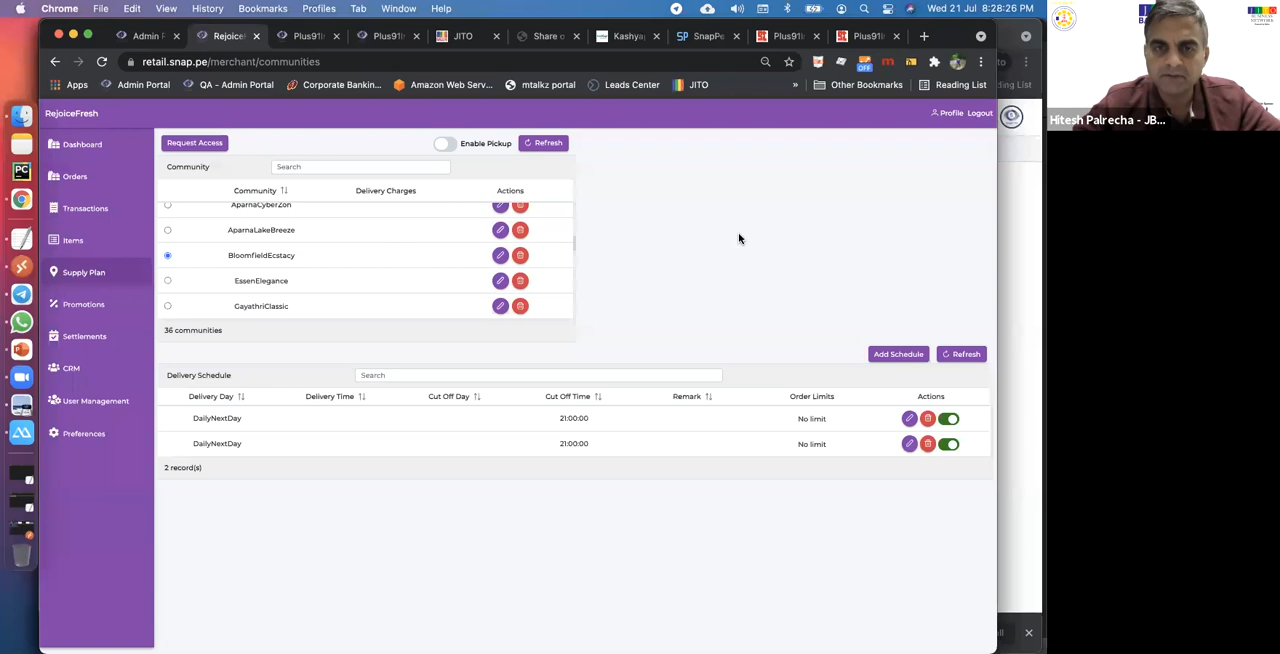 Chrome File Edit View History Bookmarks Profiles Tab Window Help Wed 21 Jul 8:28:26 PM
Admin F Rejoice Plus91l Plus91l JITO Share o Kashya SnapPe Plus91l Plus91l
retail.snap.pe/merchant/communities
Apps Admin Portal QA - Admin Portal Corporate Bankin... Amazon Web Serv... mtalkz portal Leads Center JITO » Other Bookmarks Reading List
RejoiceFresh Profile Logout
Hitesh Palrecha - JB...
Dashboard
Orders
Transactions
Items
Supply Plan
Promotions
Settlements
CRM
User Management
Preferences
Request Access Enable Pickup Refresh
Community Search
Community Delivery Charges Actions
AparnaCyberZon
AparnaLakeBreeze
BloomfieldEcstacy
EssenElegance
GayathriClassic
36 communities
Add Schedule Refresh
Delivery Schedule Search
Delivery Day Delivery Time Cut Off Day Cut Off Time Remark Order Limits Actions
DailyNextDay 21:00:00 No limit
DailyNextDay 21:00:00 No limit
2 record(s)